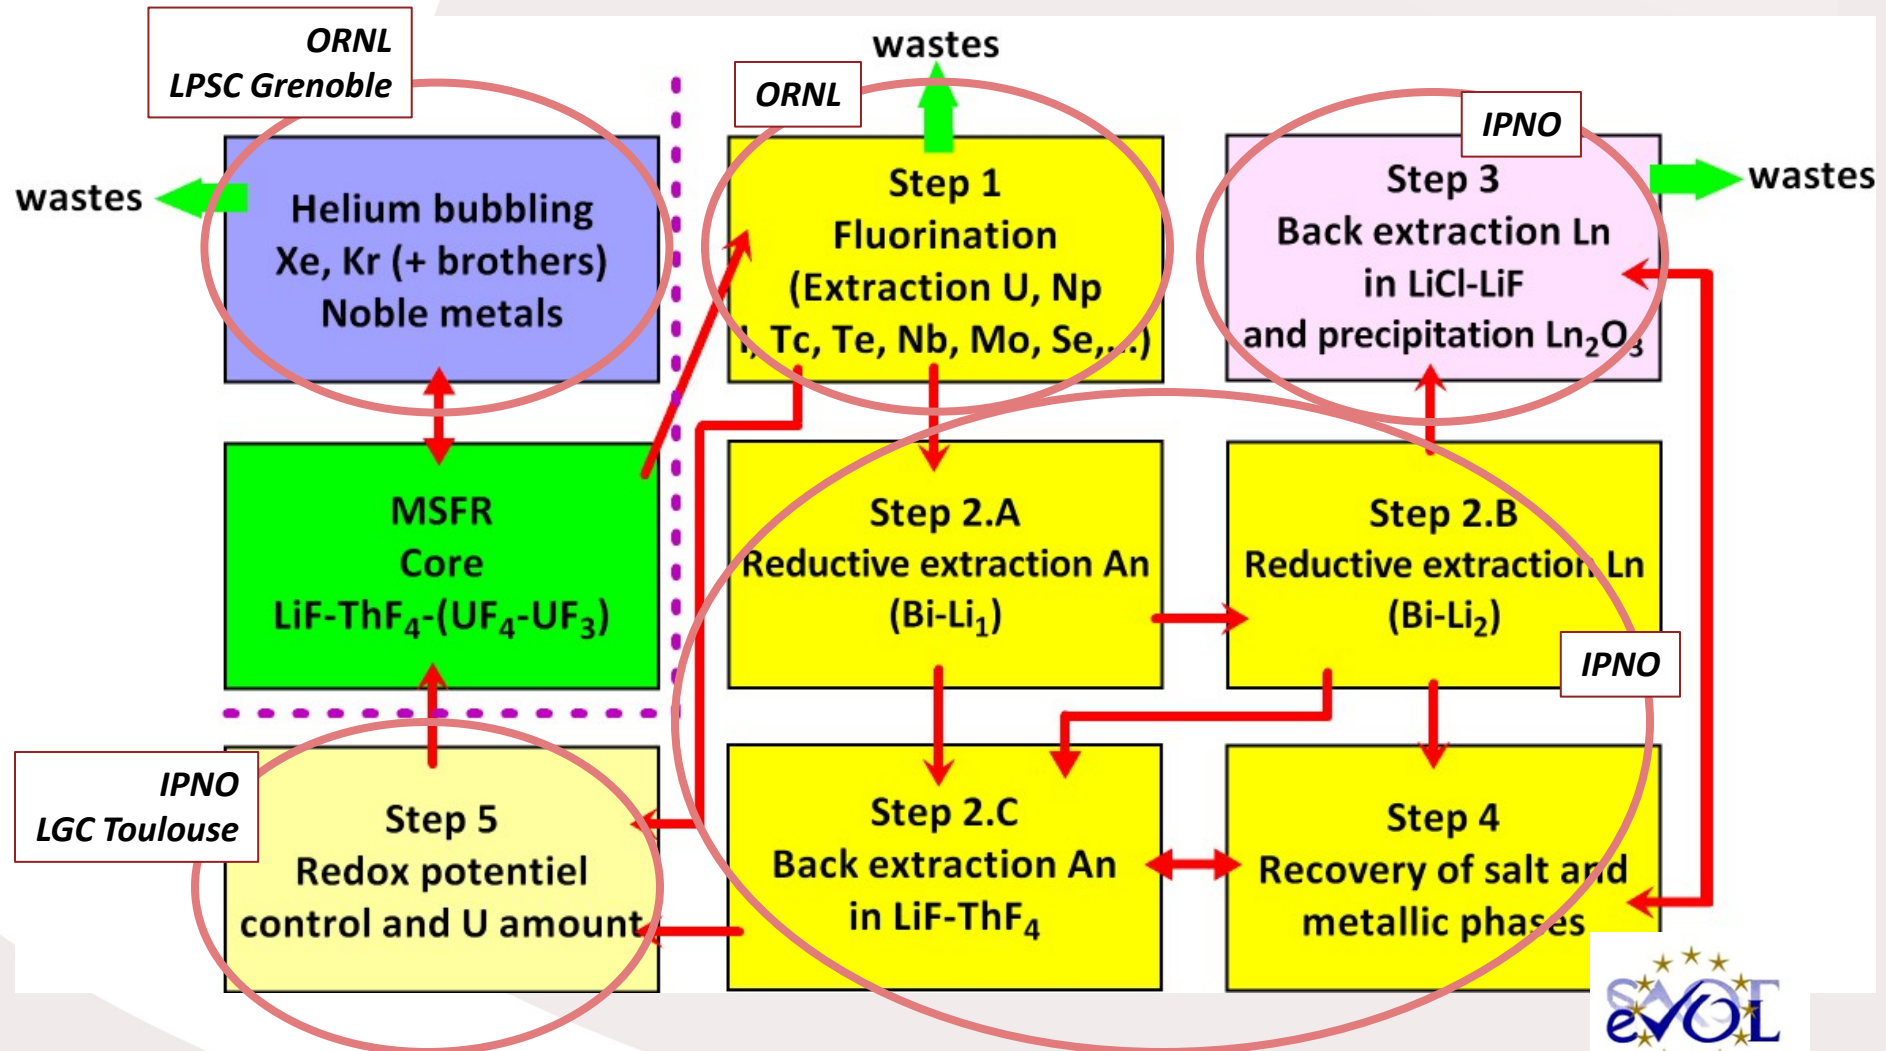 ORNL
LPSC Grenoble
wastes
Helium bubbling
Xe, Kr (+ brothers)
Noble metals
wastes
ORNL
Step 1
Fluorination
(Extraction U, Np
I, Tc, Te, Nb, Mo, Se,...)
IPNO
Step 3
Back extraction Ln
in LiCl-LiF
and precipitation Ln₂O₃
wastes
MSFR
Core
LiF-ThF₄-(UF₄-UF₃)
Step 2.A
Reductive extraction An
(Bi-Li₁)
Step 2.B
Reductive extraction Ln
(Bi-Li₂)
IPNO
IPNO
LGC Toulouse
Step 5
Redox potentiel
control and U amount
Step 2.C
Back extraction An
in LiF-ThF₄
Step 4
Recovery of salt and
metallic phases
eVOL